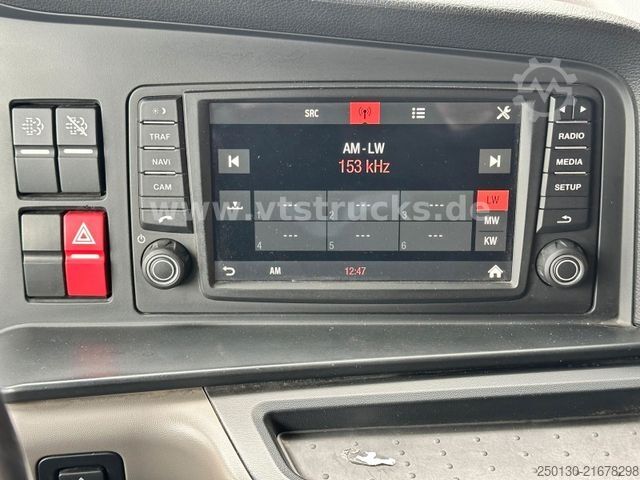 SRC
TRAF
NAVI
CAM
AM - LW
153 kHz
RADIO
MEDIA
SETUP
1 --- 2 --- 3 ---
4 --- 5 --- 6 ---
LW
MW
KW
AM 12:47
www.vtstrucks.de
250130-21678298